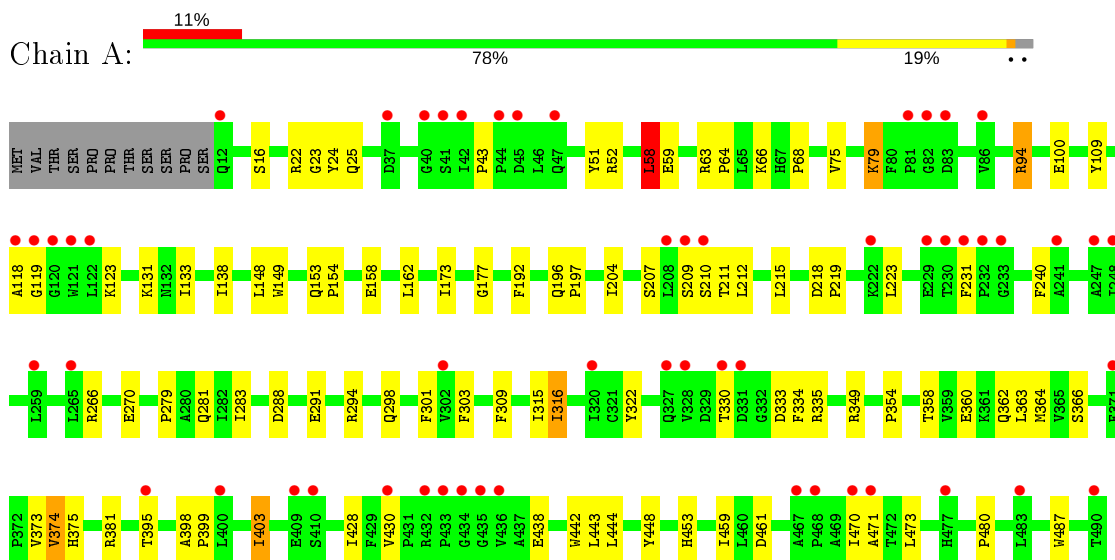 11%
Chain A:
78% 19% • •
MET VAL THR SER PRO PRO THR SER SER PRO SER Q12 S16 R22 G23 Y24 Q25 D37 G40 S41 I42 P43 P44 D45 L46 Q47 Y51 R52 L58 E59 R63 P64 L65 K66 H67 P68 V75 K79 F80 P81 G82 D83 V86 R94 E100 Y109
A118 G119 G120 W121 L122 K123 K131 N132 I133 I138 L148 W149 Q153 P154 E158 L162 I173 G177 F192 Q196 P197 I204 S207 L208 S209 S210 T211 L212 L215 D218 P219 K222 L223 E229 T230 F231 P232 G233 F240 A241 A247 I248
L259 L265 R266 E270 P279 A280 Q281 I282 I283 D288 E291 R294 Q298 F301 V302 F303 F309 I315 I316 I320 G321 Y322 Q327 V328 D329 T330 D331 G332 D333 F334 R335 R349 P354 T358 V359 E360 K361 Q362 L363 M364 V365 S366
P372 V373 V374 H375 R381 T395 A398 P399 L400 I403 E409 S410 I428 F429 V430 P431 R432 P433 G434 G435 V436 A437 E438 W442 L443 L444 Y448 H453 I459 L460 D461 A467 P468 A469 I470 A471 T472 L473 H477 P480 L483 W487 T490